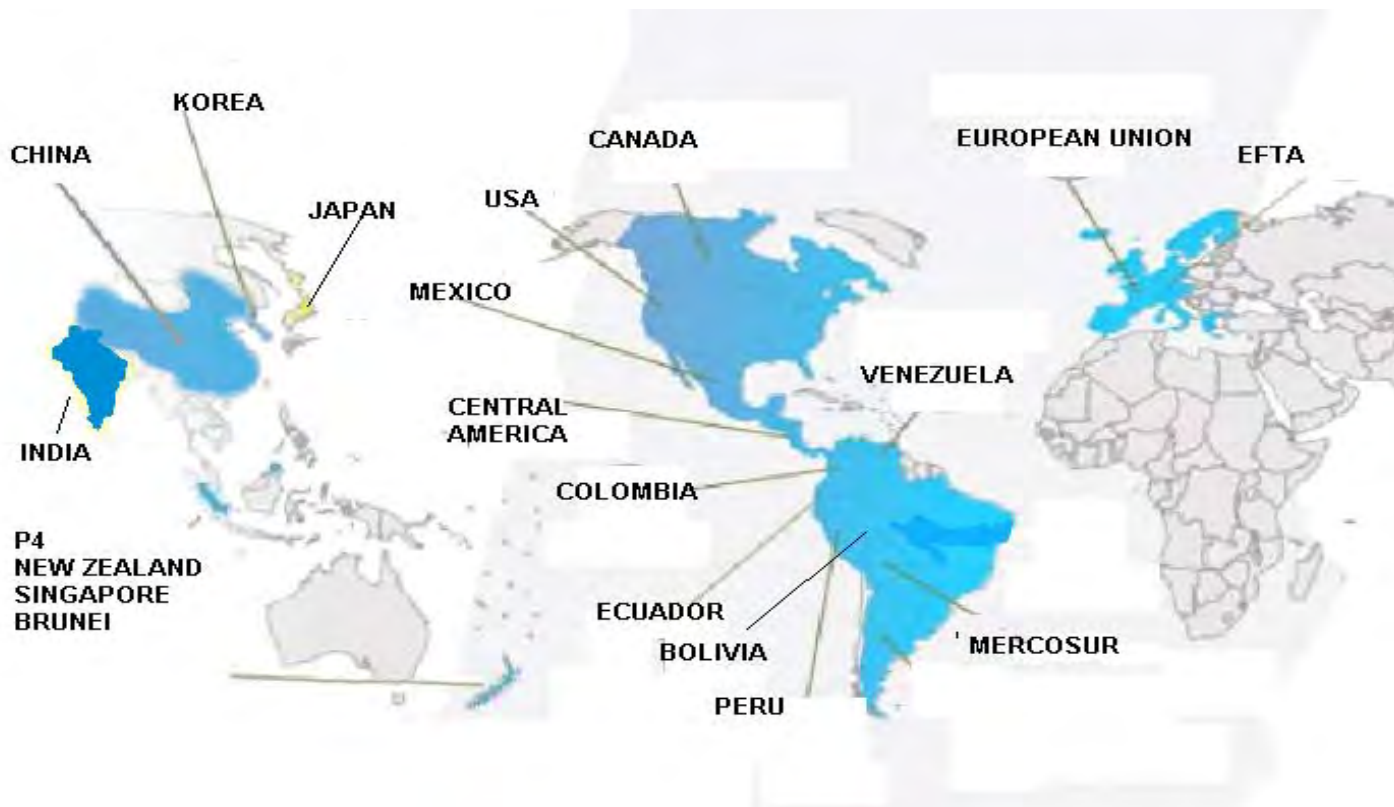 KOREA
CHINA
JAPAN
INDIA
P4
NEW ZEALAND
SINGAPORE
BRUNEI
CANADA
USA
MEXICO
CENTRAL
AMERICA
COLOMBIA
ECUADOR
BOLIVIA
PERU
VENEZUELA
MERCOSUR
EUROPEAN UNION
EFTA